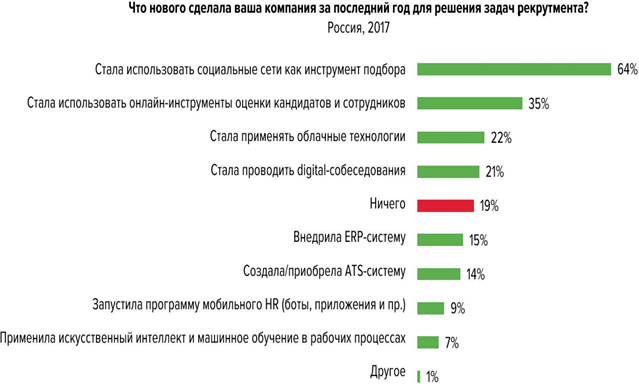 Что нового сделала ваша компания за последний год для решения задач рекрутмента?
Россия, 2017
Стала использовать социальные сети как инструмент подбора 64%
Стала использовать онлайн-инструменты оценки кандидатов и сотрудников 35%
Стала применять облачные технологии 22%
Стала проводить digital-собеседования 21%
Ничего 19%
Внедрила ERP-систему 15%
Создала/приобрела ATS-систему 14%
Запустила программу мобильного HR (боты, приложения и пр.) 9%
Применила искусственный интеллект и машинное обучение в рабочих процессах 7%
Другое 1%